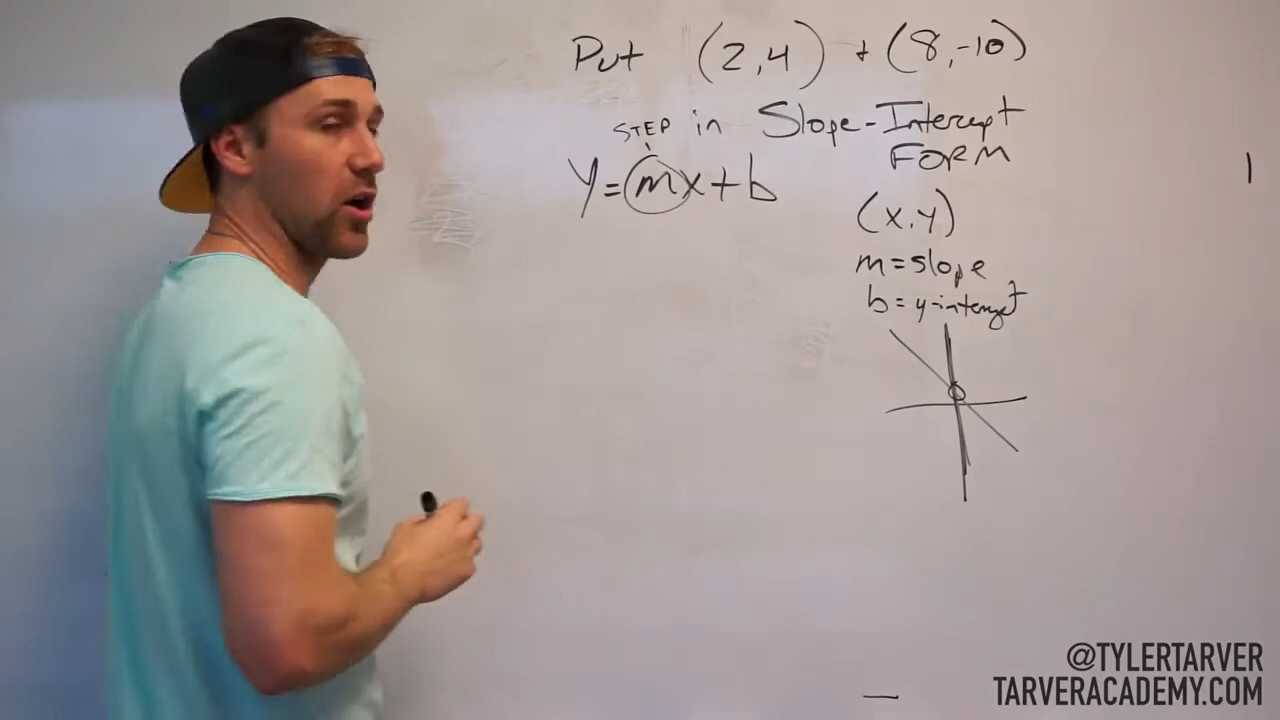 Put (2,4) + (8,-10)
STEP in Slope-Intercept
FORM
y=mx+b
(x,y)
m=slope
b=y-intercept
@TYLERTARVER
TARVERACADEMY.COM